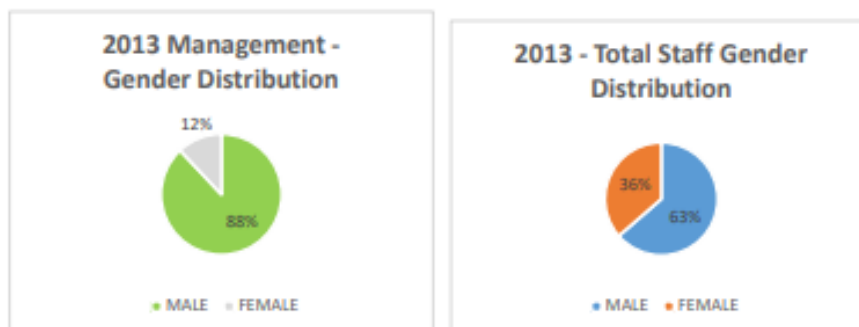 2013 Management -
Gender Distribution
12%
88%
MALE FEMALE
2013 - Total Staff Gender
Distribution
36%
63%
MALE FEMALE